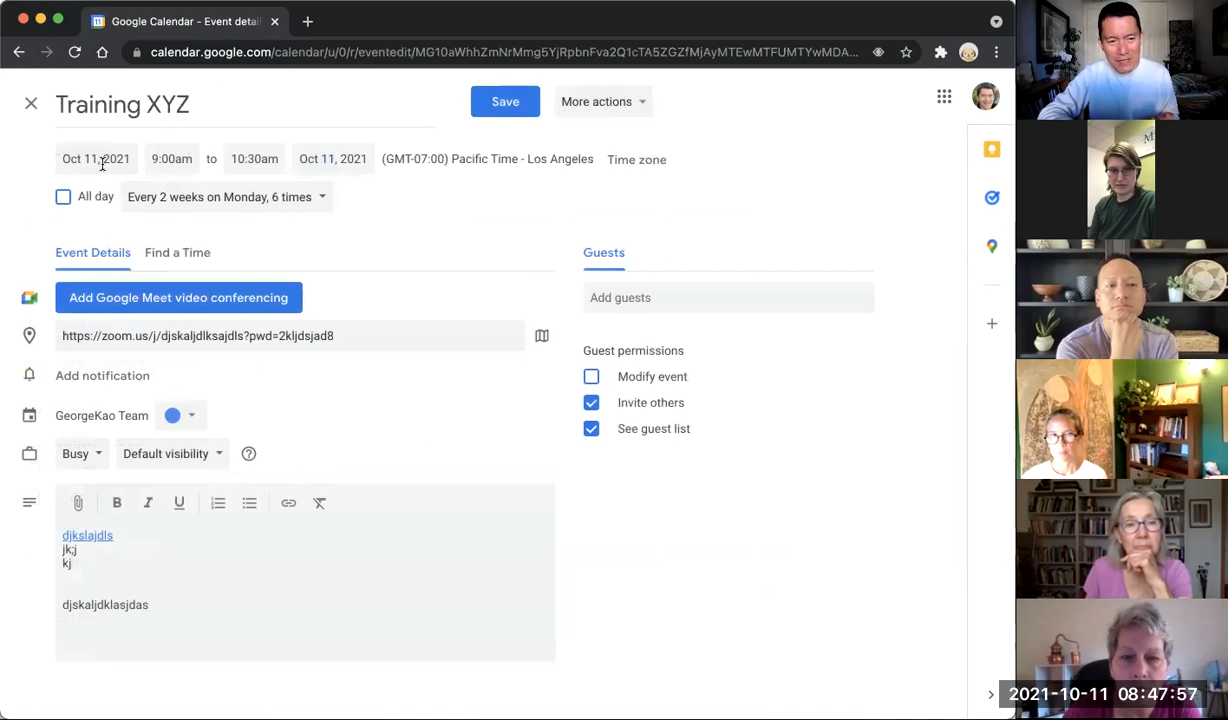 Google Calendar - Event detail
calendar.google.com/calendar/u/0/r/eventedit/MG10aWhhZmNrMmg5YjRpbnFva2Q1cTA5ZGZfMjAyMTEwMTFUMTYwMDA...
Training XYZ
Save
More actions
Oct 11, 2021 9:00am to 10:30am Oct 11, 2021 (GMT-07:00) Pacific Time - Los Angeles Time zone
All day Every 2 weeks on Monday, 6 times
Event Details Find a Time
Guests
Add Google Meet video conferencing
Add guests
https://zoom.us/j/djskaljdlksajdls?pwd=2kljdsjad8
Guest permissions
Add notification
Modify event
Invite others
GeorgeKao Team
See guest list
Busy Default visibility
B I U
djkslajdls
jk;j
kj
djskaljdklasjdas
2021-10-11 08:47:57